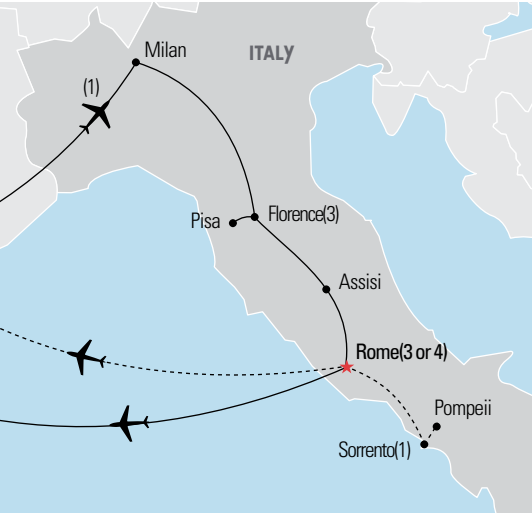 Milan
ITALY
(1)
Pisa
Florence(3)
Assisi
Rome(3 or 4)
Pompeii
Sorrento(1)